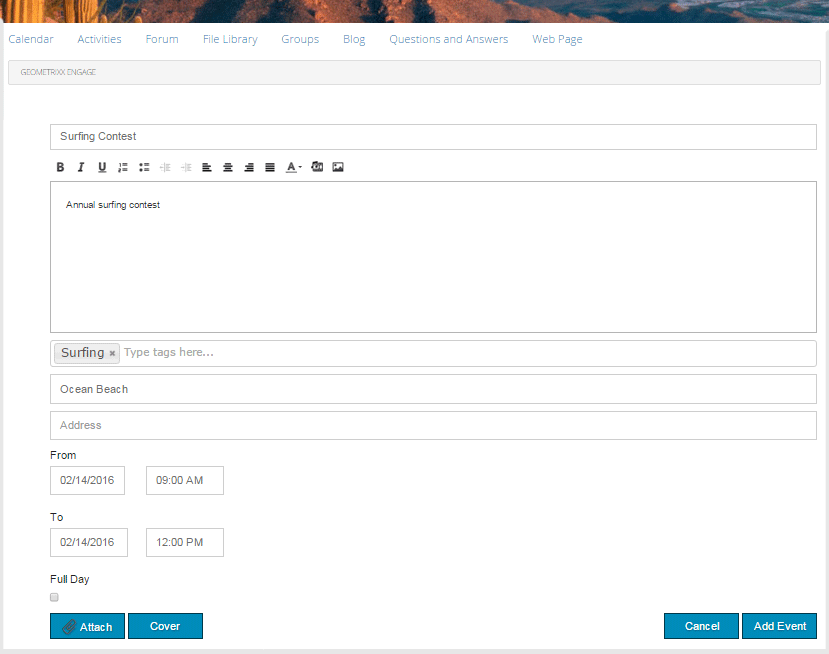 Calendar Activities Forum File Library Groups Blog Questions and Answers Web Page
GEOMETRIXX ENGAGE
Surfing Contest
B I U A
Annual surfing contest
Surfing × Type tags here...
Ocean Beach
Address
From
02/14/2016 09:00 AM
To
02/14/2016 12:00 PM
Full Day
Attach Cover Cancel Add Event